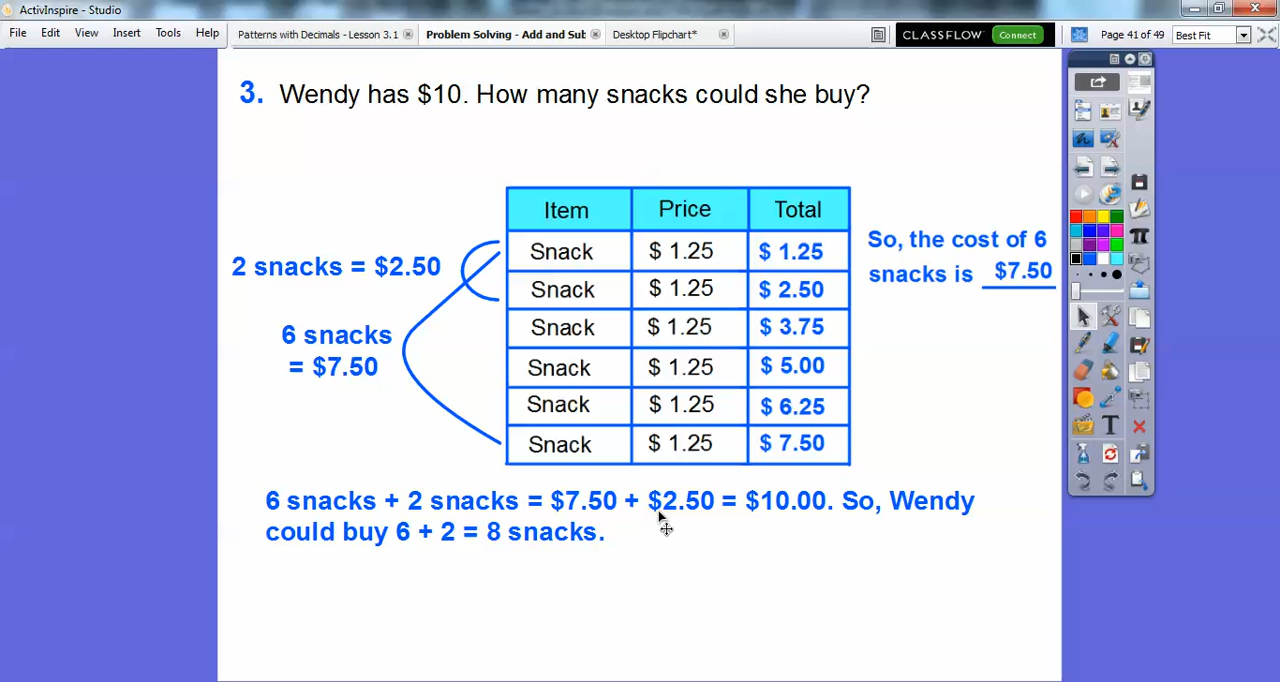 ActivInspire - Studio
File Edit View Insert Tools Help
Patterns with Decimals - Lesson 3.1
Problem Solving - Add and Sub
Desktop Flipchart*
CLASSFLOW Connect
Page 41 of 49
Best Fit
3. Wendy has $10. How many snacks could she buy?
Item Price Total
Snack $ 1.25 $ 1.25
Snack $ 1.25 $ 2.50
Snack $ 1.25 $ 3.75
Snack $ 1.25 $ 5.00
Snack $ 1.25 $ 6.25
Snack $ 1.25 $ 7.50
2 snacks = $2.50
6 snacks
= $7.50
So, the cost of 6
snacks is $7.50
6 snacks + 2 snacks = $7.50 + $2.50 = $10.00. So, Wendy
could buy 6 + 2 = 8 snacks.